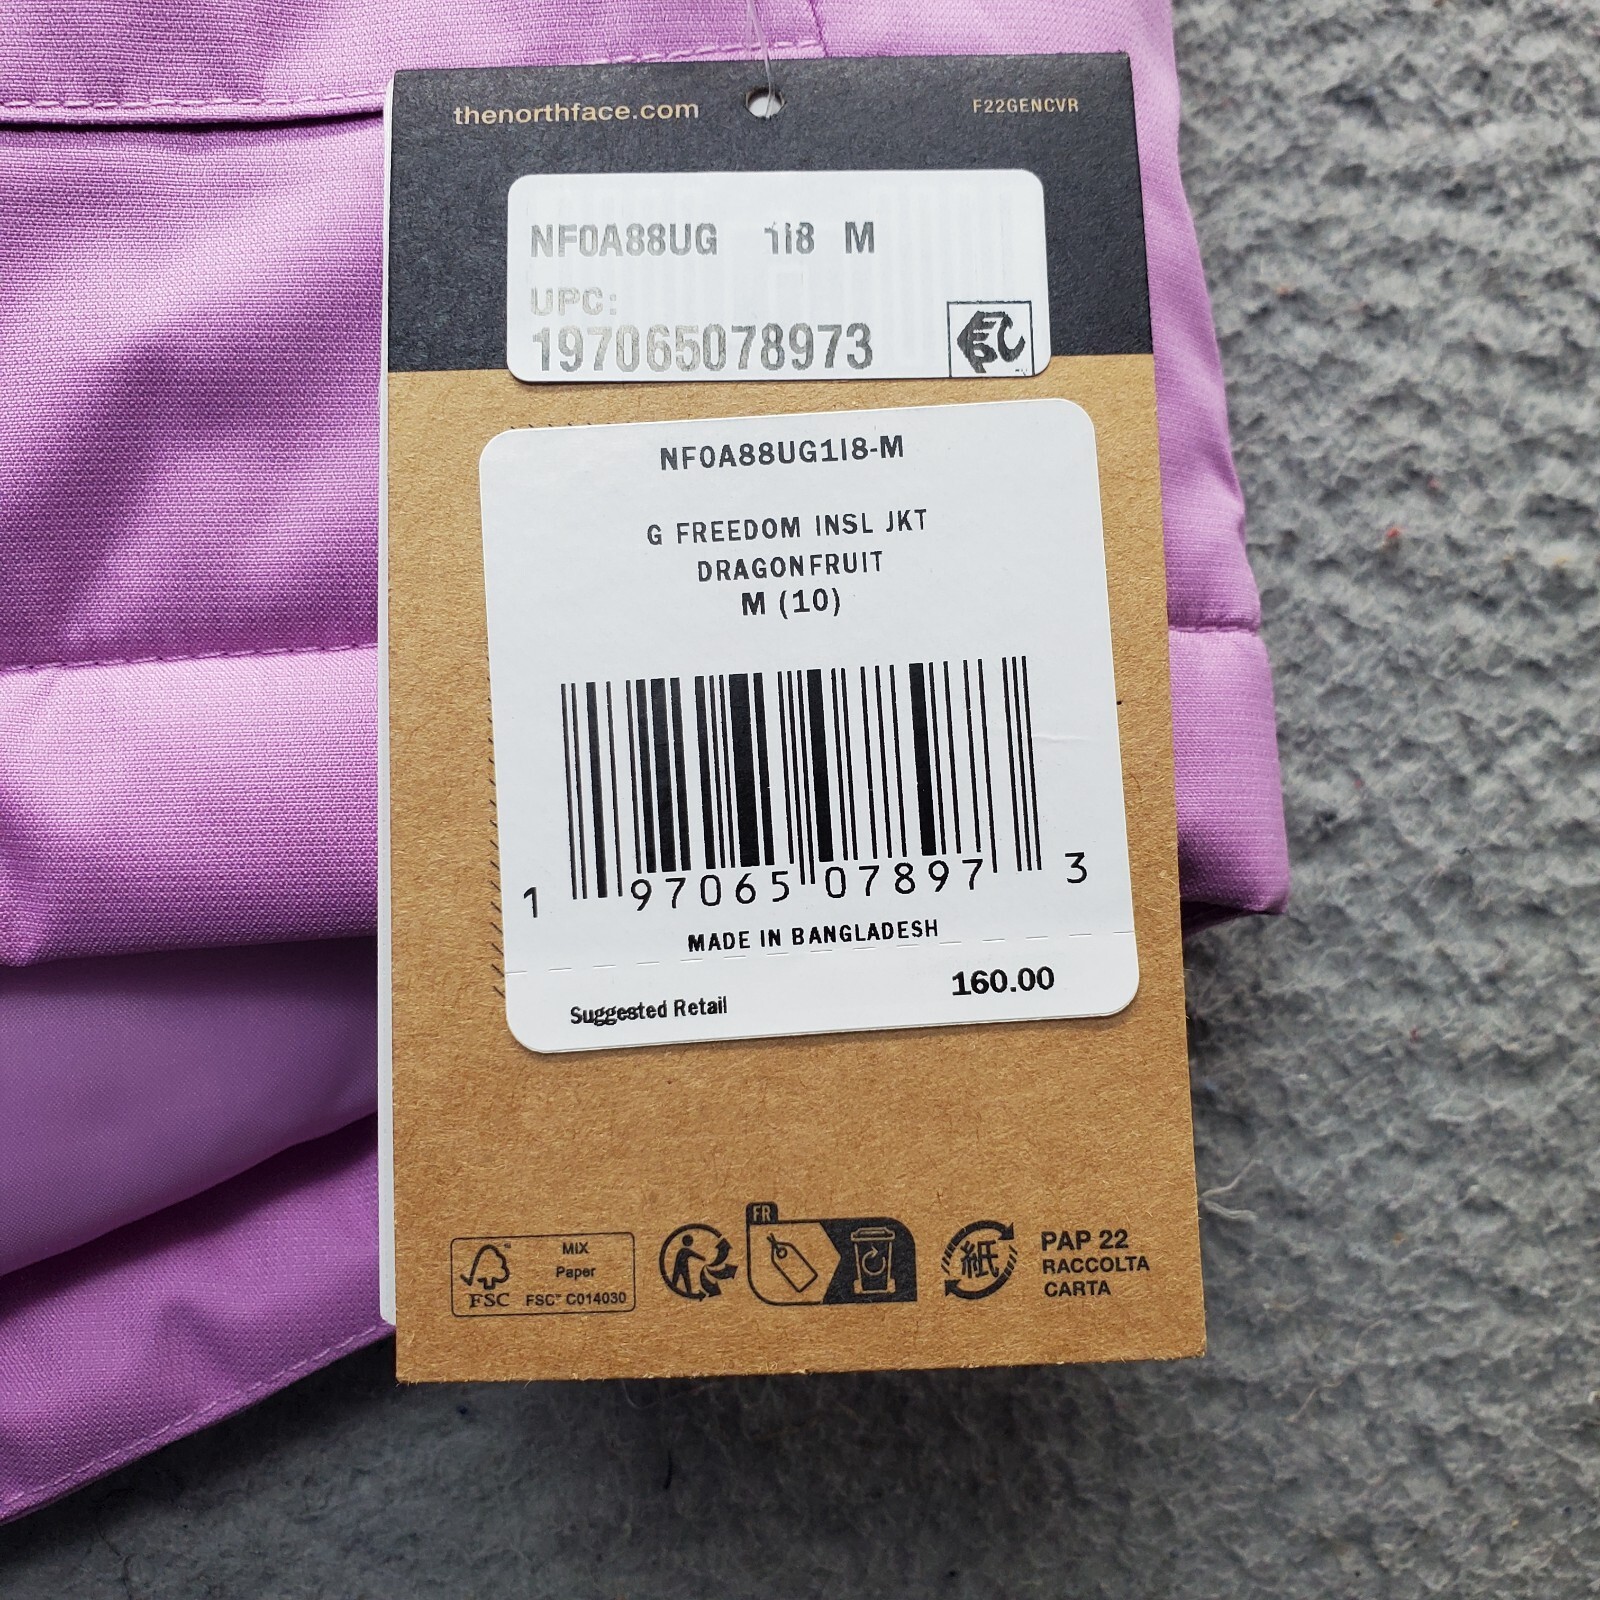 thenorthface.com
F22GENCVR
NF0A88UG 1I8 M
UPC:
197065078973
NF0A88UG1I8-M
G FREEDOM INSL JKT
DRAGONFRUIT
M (10)
1 97065 07897 3
MADE IN BANGLADESH
Suggested Retail
160.00
FSC
MIX
Paper
FSC™ C014030
FR
紙
PAP 22
RACCOLTA
CARTA